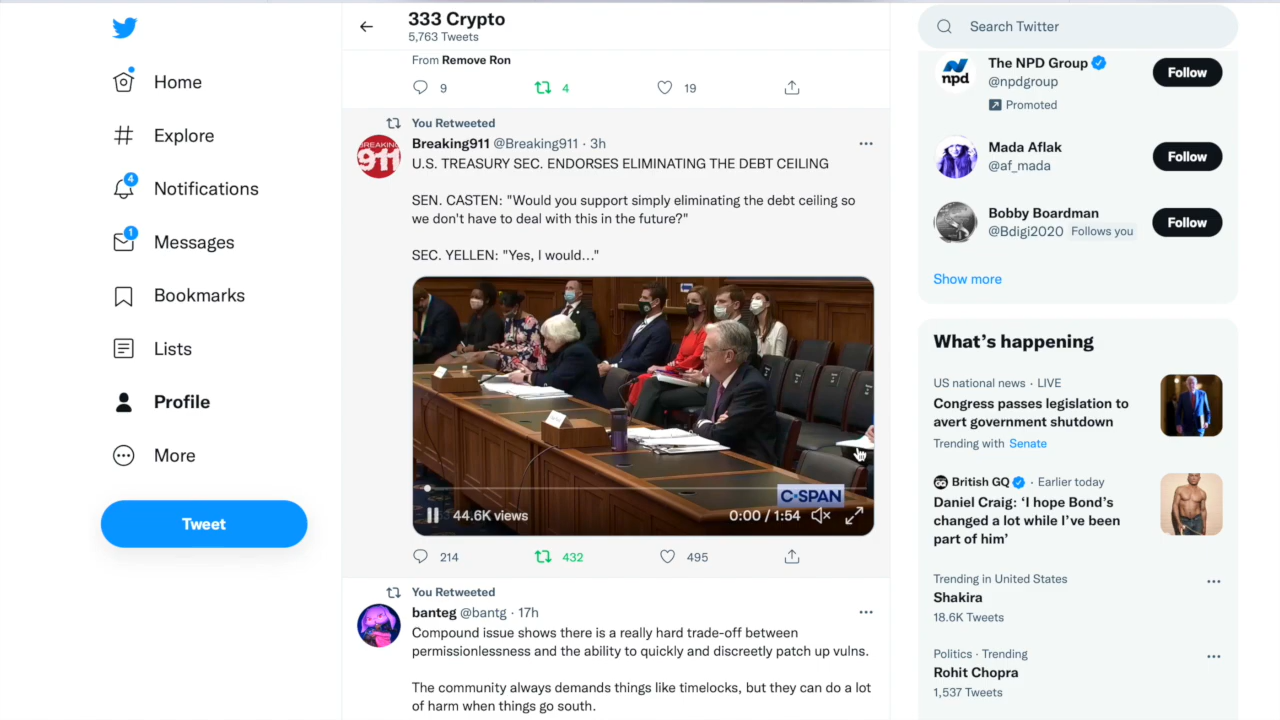 333 Crypto
5,763 Tweets
Search Twitter
Home
Explore
4
Notifications
1
Messages
Bookmarks
Lists
Profile
More
Tweet
From Remove Ron
9
4
19
You Retweeted
BREAKING
911
Breaking911 @Breaking911 · 3h
U.S. TREASURY SEC. ENDORSES ELIMINATING THE DEBT CEILING
SEN. CASTEN: "Would you support simply eliminating the debt ceiling so
we don't have to deal with this in the future?"
SEC. YELLEN: "Yes, I would..."
C-SPAN
44.6K views
0:00 / 1:54
214
432
495
You Retweeted
banteg @bantg · 17h
Compound issue shows there is a really hard trade-off between
permissionlessness and the ability to quickly and discreetly patch up vulns.
The community always demands things like timelocks, but they can do a lot
of harm when things go south.
npd
The NPD Group
@npdgroup
Promoted
Follow
Mada Aflak
@af_mada
Follow
Bobby Boardman
@Bdigi2020 Follows you
Follow
Show more
What's happening
US national news · LIVE
Congress passes legislation to
avert government shutdown
Trending with Senate
British GQ · Earlier today
Daniel Craig: 'I hope Bond's
changed a lot while I've been
part of him'
Trending in United States
Shakira
18.6K Tweets
Politics · Trending
Rohit Chopra
1,537 Tweets